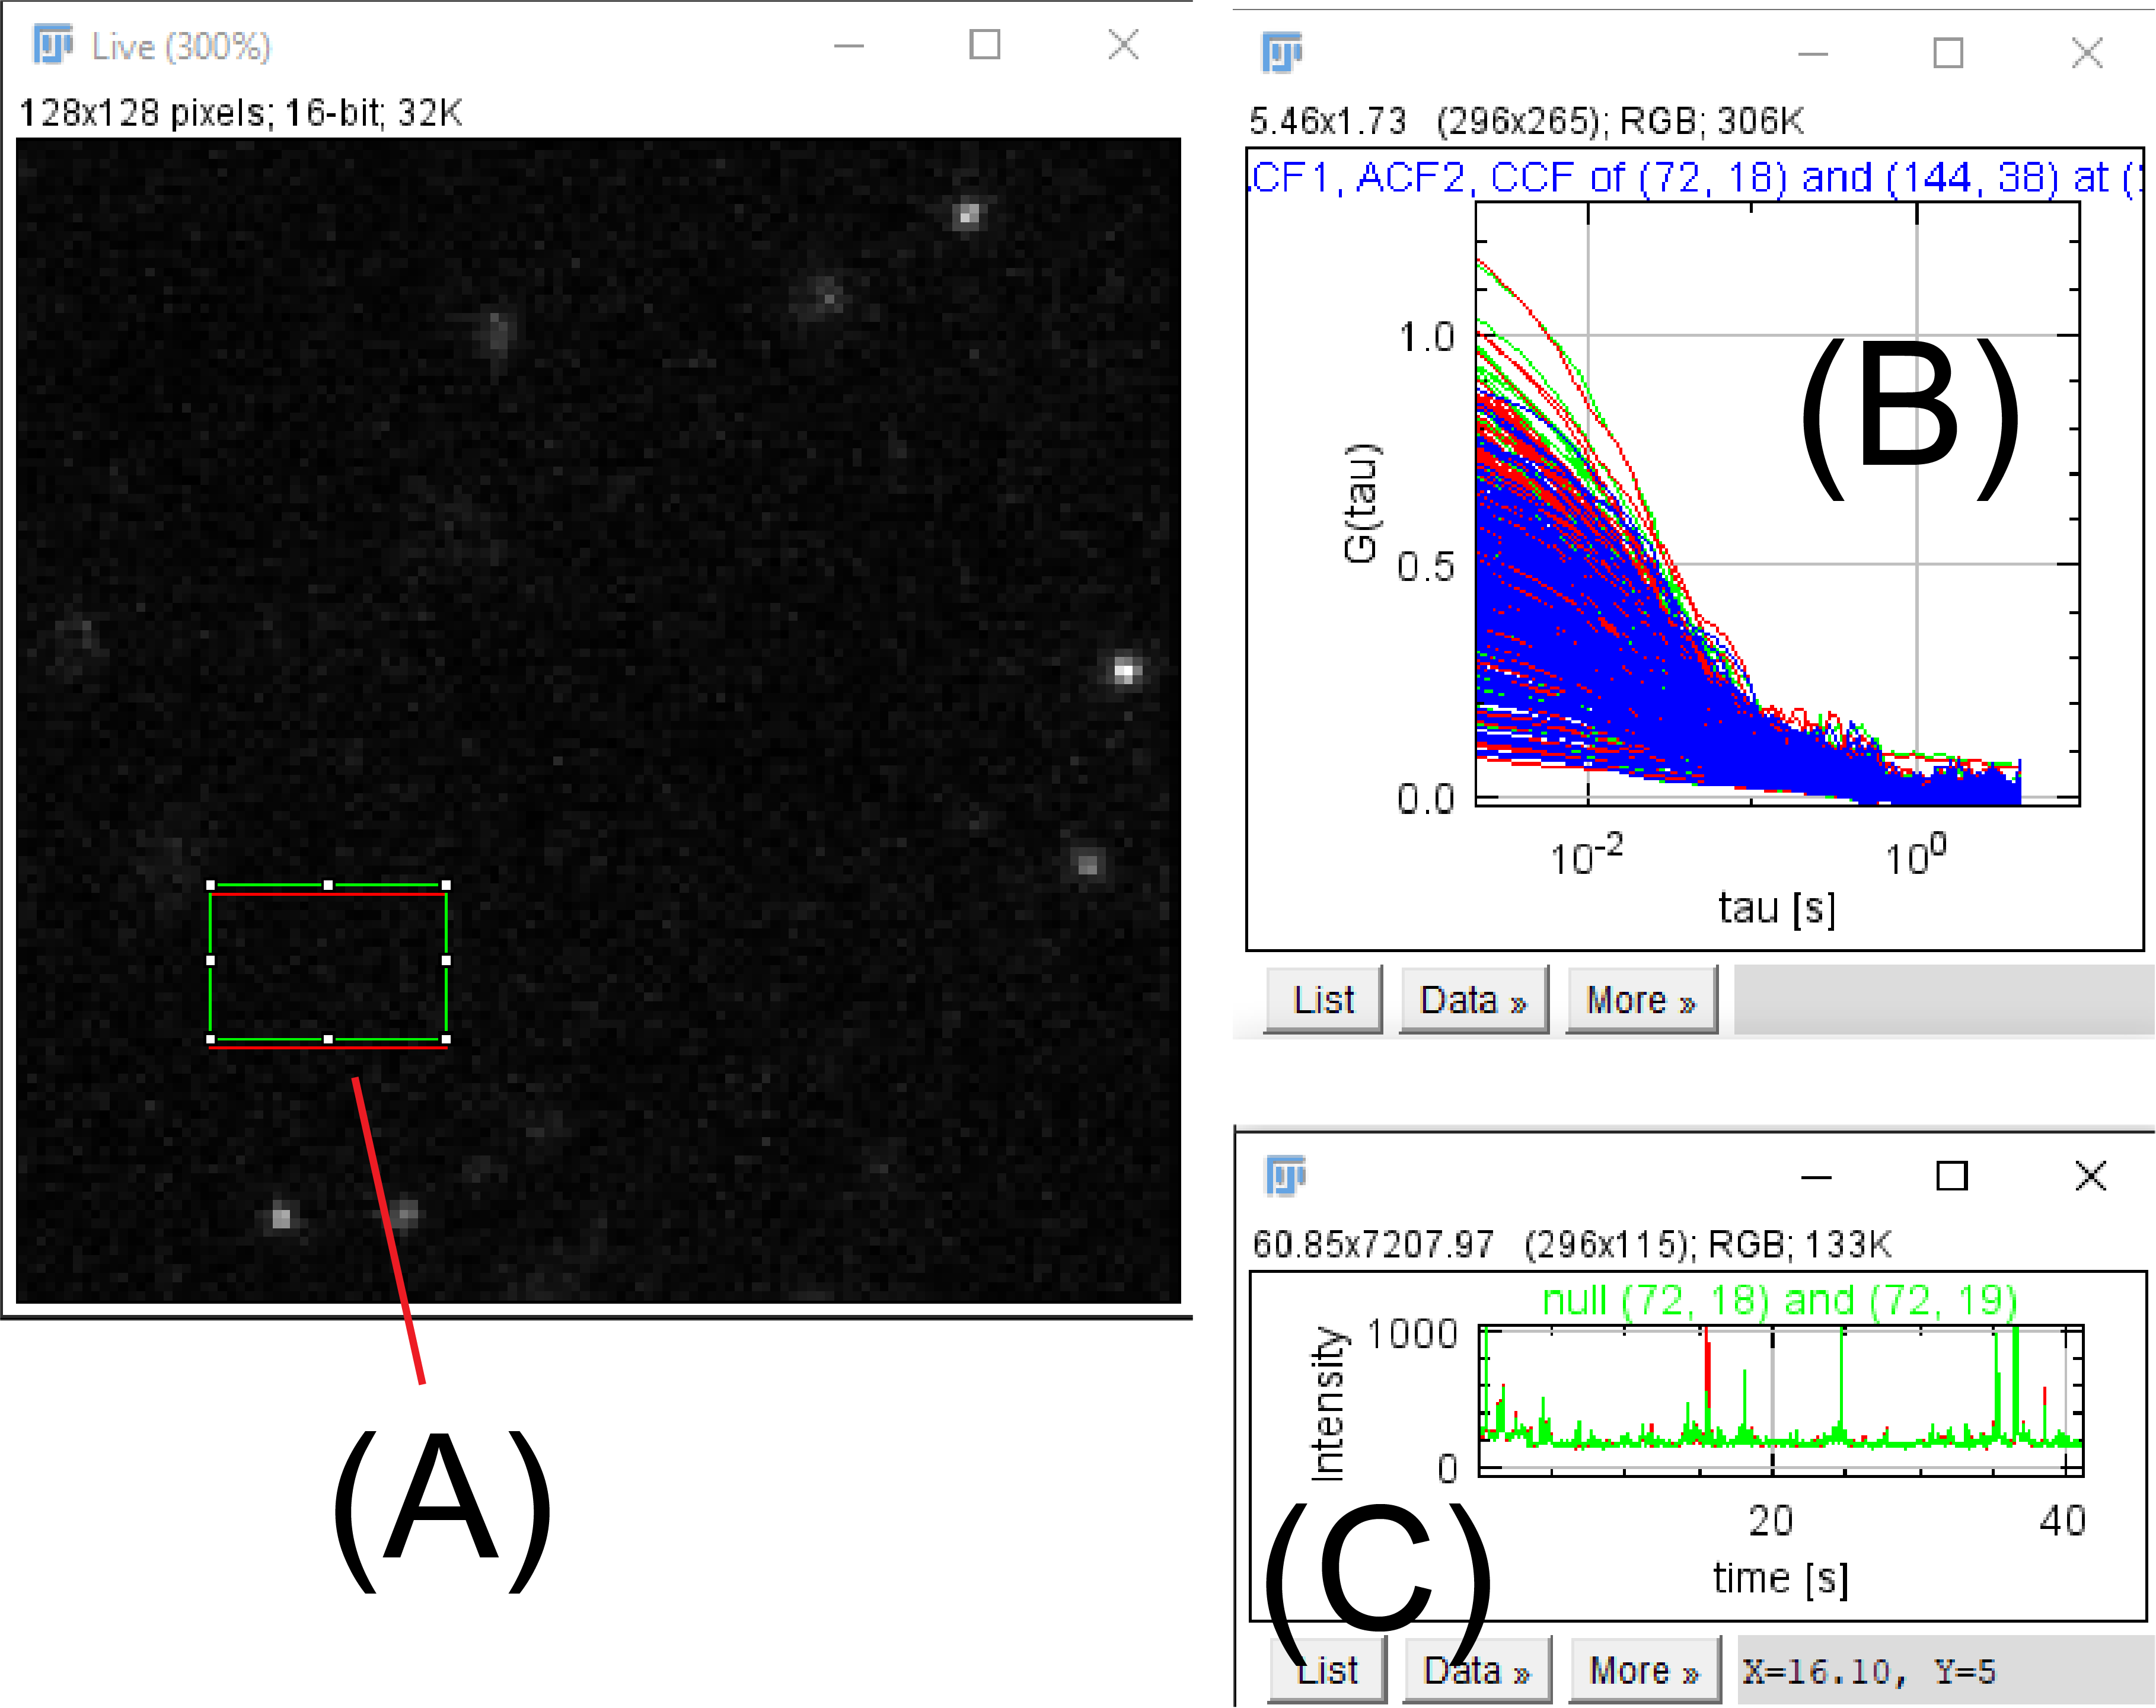 Live (300%)
128x128 pixels; 16-bit; 32K
(A)
5.46x1.73 (296x265); RGB; 306K
CF1, ACF2, CCF of (72, 18) and (144, 38) at (
1.0
0.5
0.0
G(tau)
10⁻² 10⁰
tau [s]
(B)
List Data » More »
60.85x7207.97 (296x115); RGB; 133K
null (72, 18) and (72, 19)
1000
0
Intensity
20 40
time [s]
(C)
List Data » More » X=16.10, Y=5